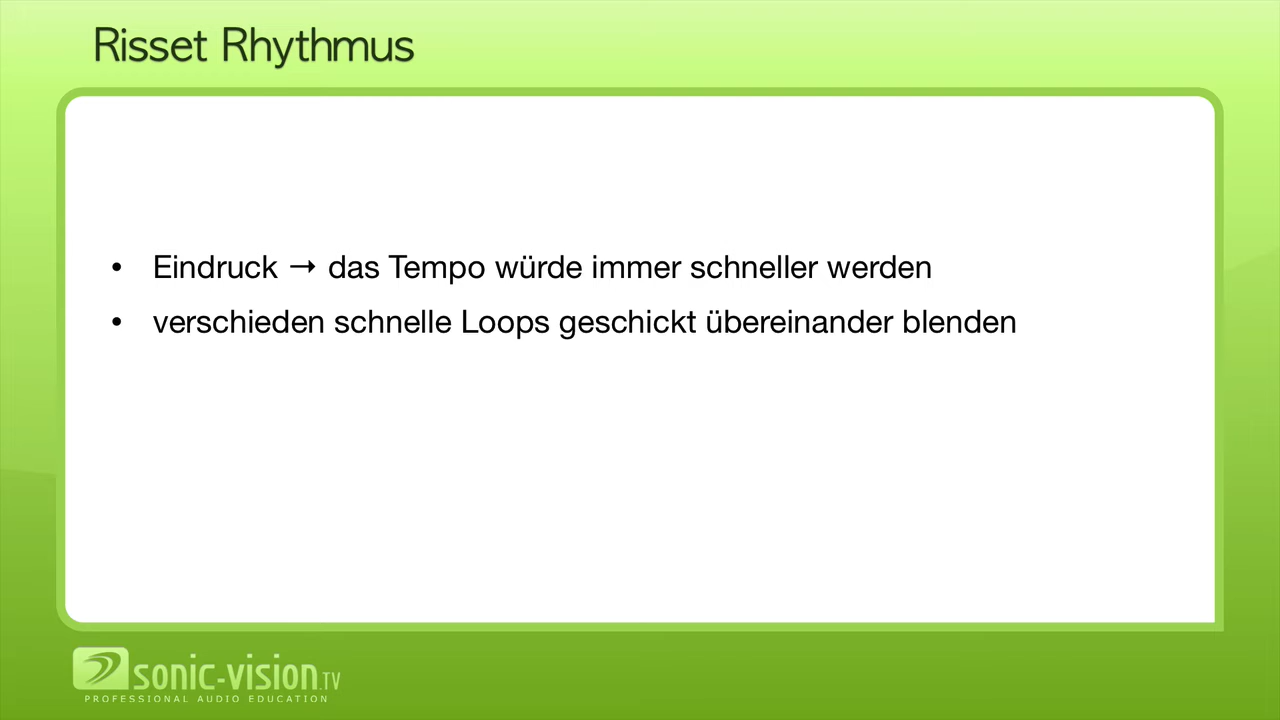 Risset Rhythmus
• Eindruck → das Tempo würde immer schneller werden
• verschieden schnelle Loops geschickt übereinander blenden
sonic-vision.TV
PROFESSIONAL AUDIO EDUCATION